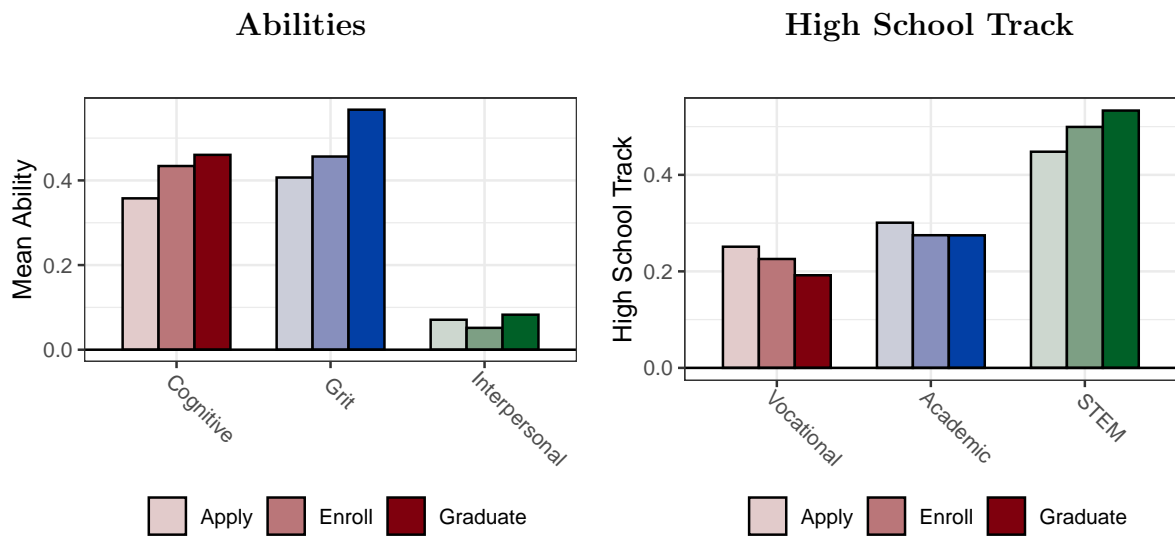 Abilities
Mean Ability
0.4
0.2
0.0
Cognitive
Grit
Interpersonal
Apply Enroll Graduate
High School Track
High School Track
0.4
0.2
0.0
Vocational
Academic
STEM
Apply Enroll Graduate